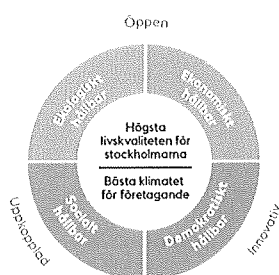 Öppen
Ekologiskt
hållbar
Ekonomiskt
hållbar
Högsta
livskvaliteten för
stockholmarna
Bästa klimatet
för företagande
Socialt
hållbar
Demokratiskt
hållbar
Uppkopplad
Innovativ